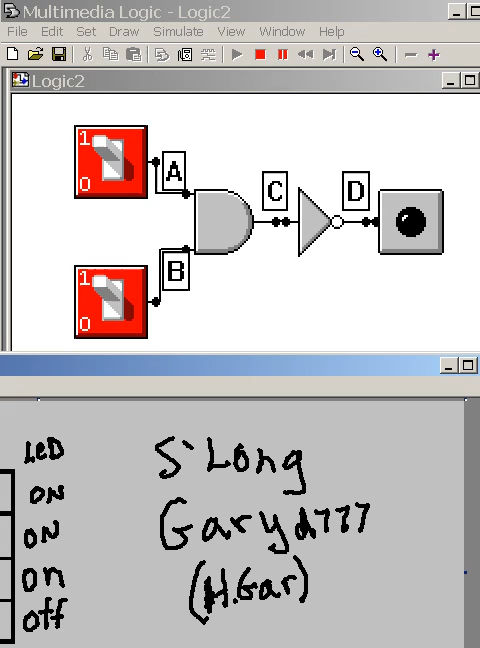 Multimedia Logic - Logic2
File Edit Set Draw Simulate View Window Help
Logic2
1
0
A
B
C
D
1
0
LED
ON
ON
on
off
S'Long
Garyd777
(H.Gar)